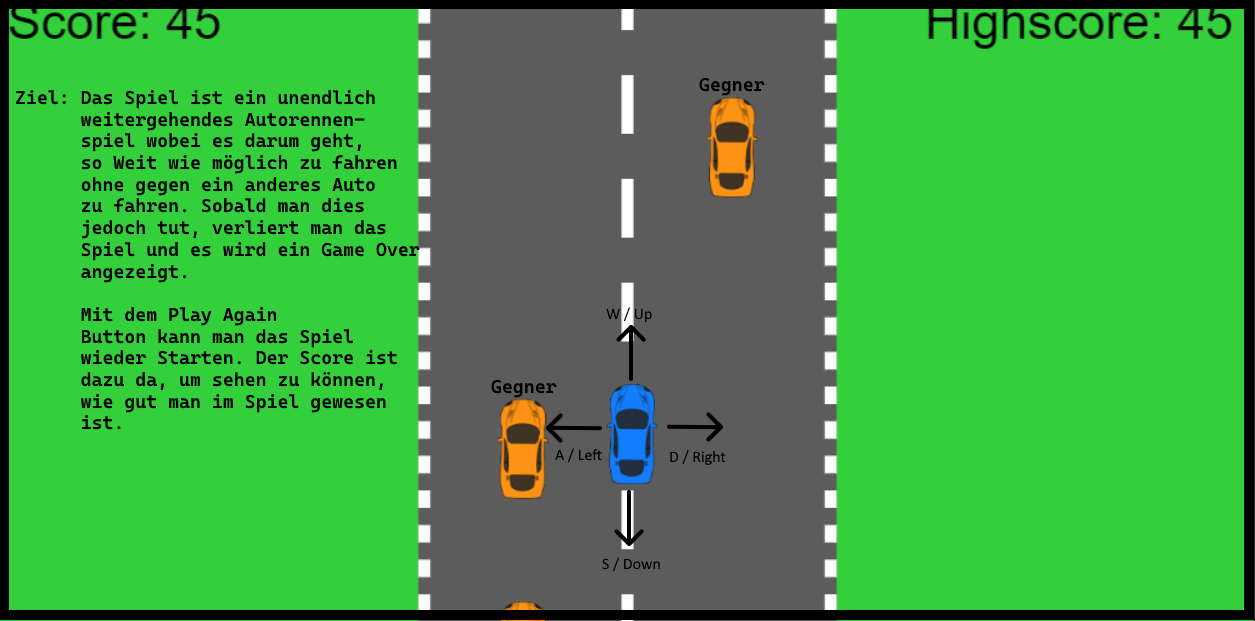 Score: 45
Highscore: 45
Ziel: Das Spiel ist ein unendlich
weitergehendes Autorennen-
spiel wobei es darum geht,
so Weit wie möglich zu fahren
ohne gegen ein anderes Auto
zu fahren. Sobald man dies
jedoch tut, verliert man das
Spiel und es wird ein Game Over
angezeigt.
Mit dem Play Again
Button kann man das Spiel
wieder Starten. Der Score ist
dazu da, um sehen zu können,
wie gut man im Spiel gewesen
ist.
Gegner
W / Up
Gegner
A / Left
D / Right
S / Down